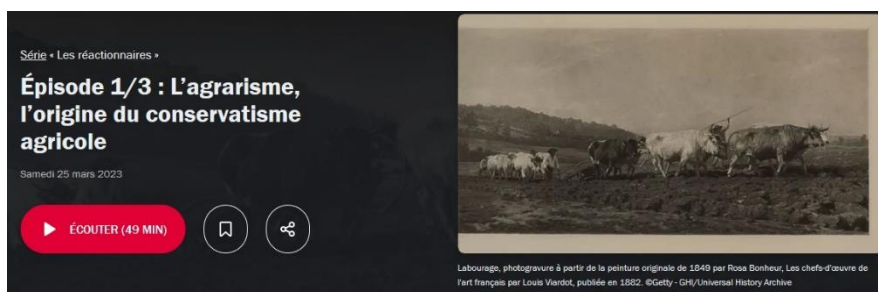 Série « Les réactionnaires »
Épisode 1/3 : L’agrarisme,
l’origine du conservatisme
agricole
Samedi 25 mars 2023
ÉCOUTER (49 MIN)
Labourage, photogravure à partir de la peinture originale de 1849 par Rosa Bonheur, Les chefs-d'œuvre de
l'art français par Louis Viardot, publiée en 1882. ©Getty - GHI/Universal History Archive